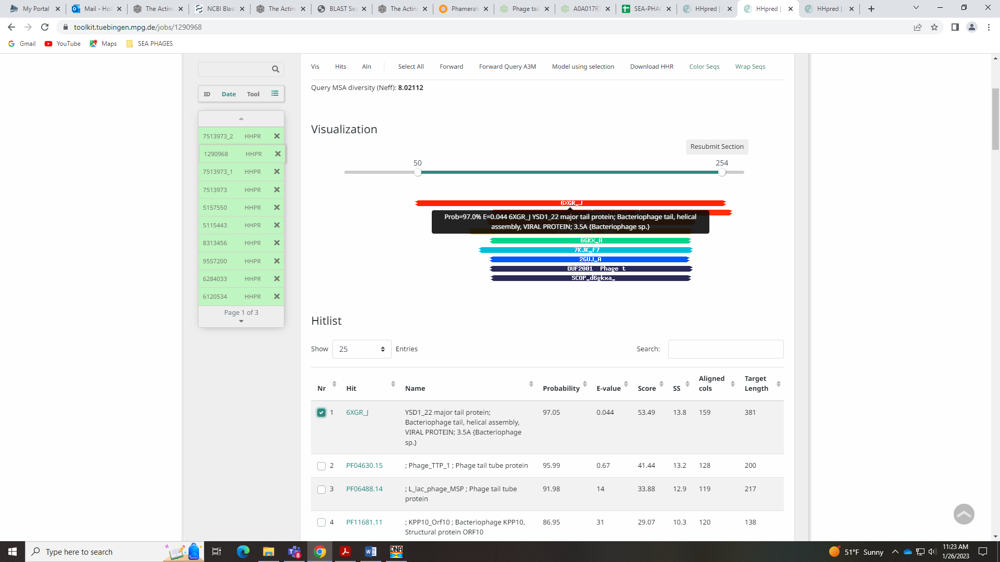 My Portal
Mail - Hol
The Actino
NCBI Blast
The Actino
BLAST Sea
The Actino
Phamerato
Phage tail
A0A017RT
SEA-PHAG
HHpred |
HHpred |
HHpred |
toolkit.tuebingen.mpg.de/jobs/1290968
Gmail
YouTube
Maps
SEA PHAGES
Vis Hits Aln Select All Forward Forward Query A3M Model using selection Download HHR Color Seqs Wrap Seqs
ID Date Tool
7513973_2 HHPR
1290968 HHPR
7513973_1 HHPR
7513973 HHPR
5157550 HHPR
5115443 HHPR
8313456 HHPR
9557200 HHPR
6284033 HHPR
6120534 HHPR
Page 1 of 3
Query MSA diversity (Neff): 8.02112
Visualization
Resubmit Section
50 254
6XGR_J
Prob=97.0% E=0.044 6XGR_J YSD1_22 major tail protein; Bacteriophage tail, helical
assembly, VIRAL PROTEIN; 3.5A {Bacteriophage sp.}
6GKX_A
7KJK_F7
2GUJ_A
DUF2001 Phage t
SCOP_d6gkxa_
Hitlist
Show 25 Entries Search:
Nr Hit Name Probability E-value Score SS Aligned cols Target Length
1 6XGR_J YSD1_22 major tail protein; 97.05 0.044 53.49 13.8 159 381
Bacteriophage tail, helical assembly,
VIRAL PROTEIN; 3.5A {Bacteriophage
sp.}
2 PF04630.15 ; Phage_TTP_1 ; Phage tail tube protein 95.99 0.67 41.44 13.2 128 200
3 PF06488.14 ; L_lac_phage_MSP ; Phage tail tube 91.98 14 33.88 12.9 119 217
protein
4 PF11681.11 ; KPP10_Orf10 ; Bacteriophage KPP10, 86.95 31 29.07 10.3 120 138
Structural protein ORF10
Type here to search
8
DNA
51°F Sunny
11:23 AM
1/26/2023